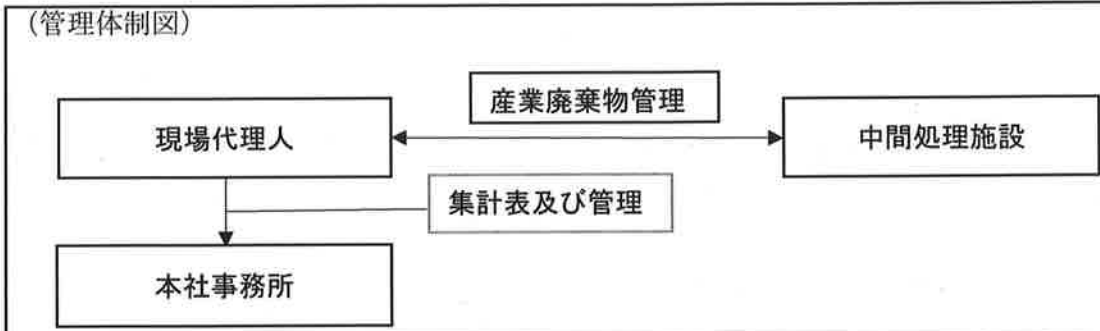 （管理体制図）
産業廃棄物管理
現場代理人
中間処理施設
集計表及び管理
本社事務所